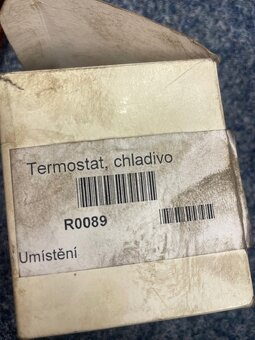 Termostat, chladivo
R0089
Umístění